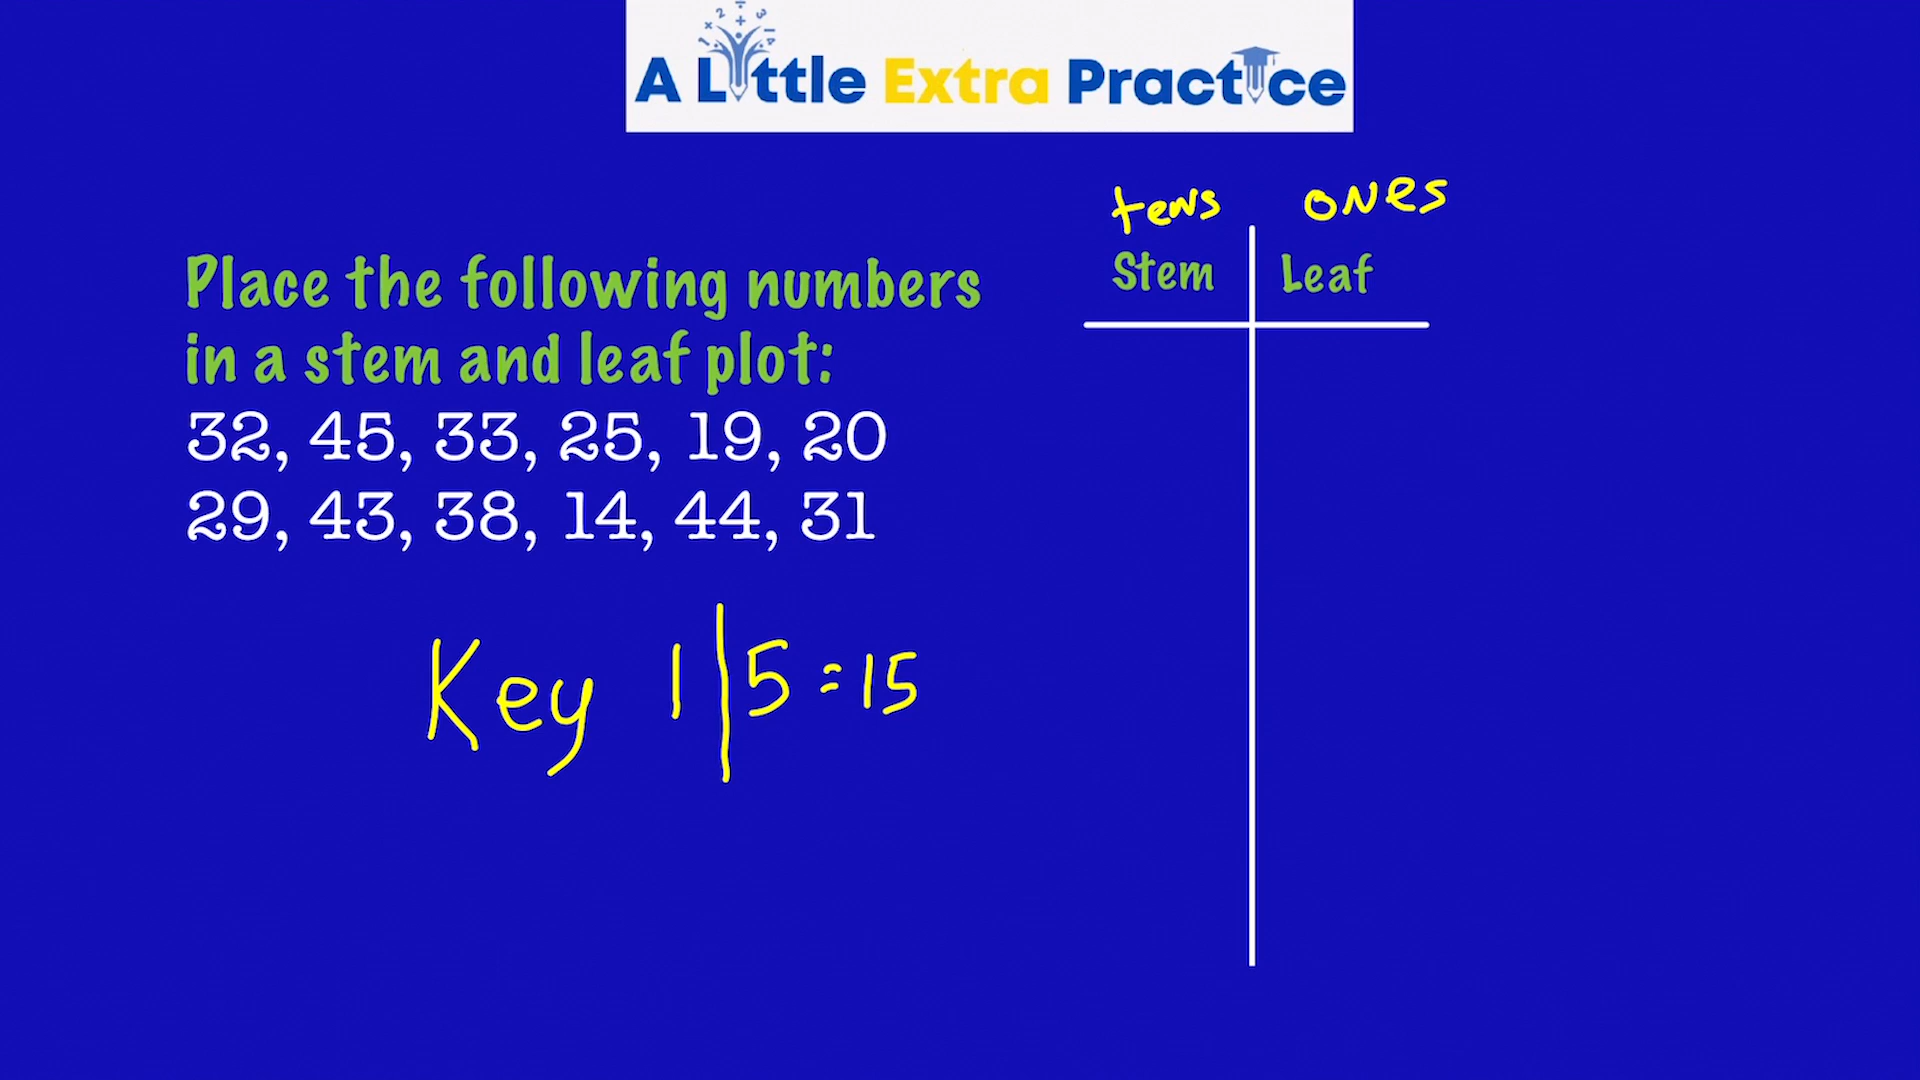 A Little Extra Practice
Place the following numbers
in a stem and leaf plot:
32, 45, 33, 25, 19, 20
29, 43, 38, 14, 44, 31
Key 1|5 = 15
tens ones
Stem Leaf